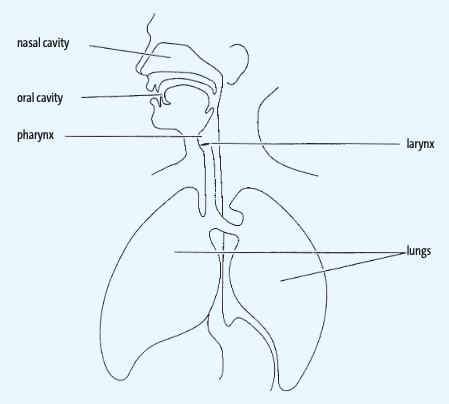 nasal cavity
oral cavity
pharynx
larynx
lungs